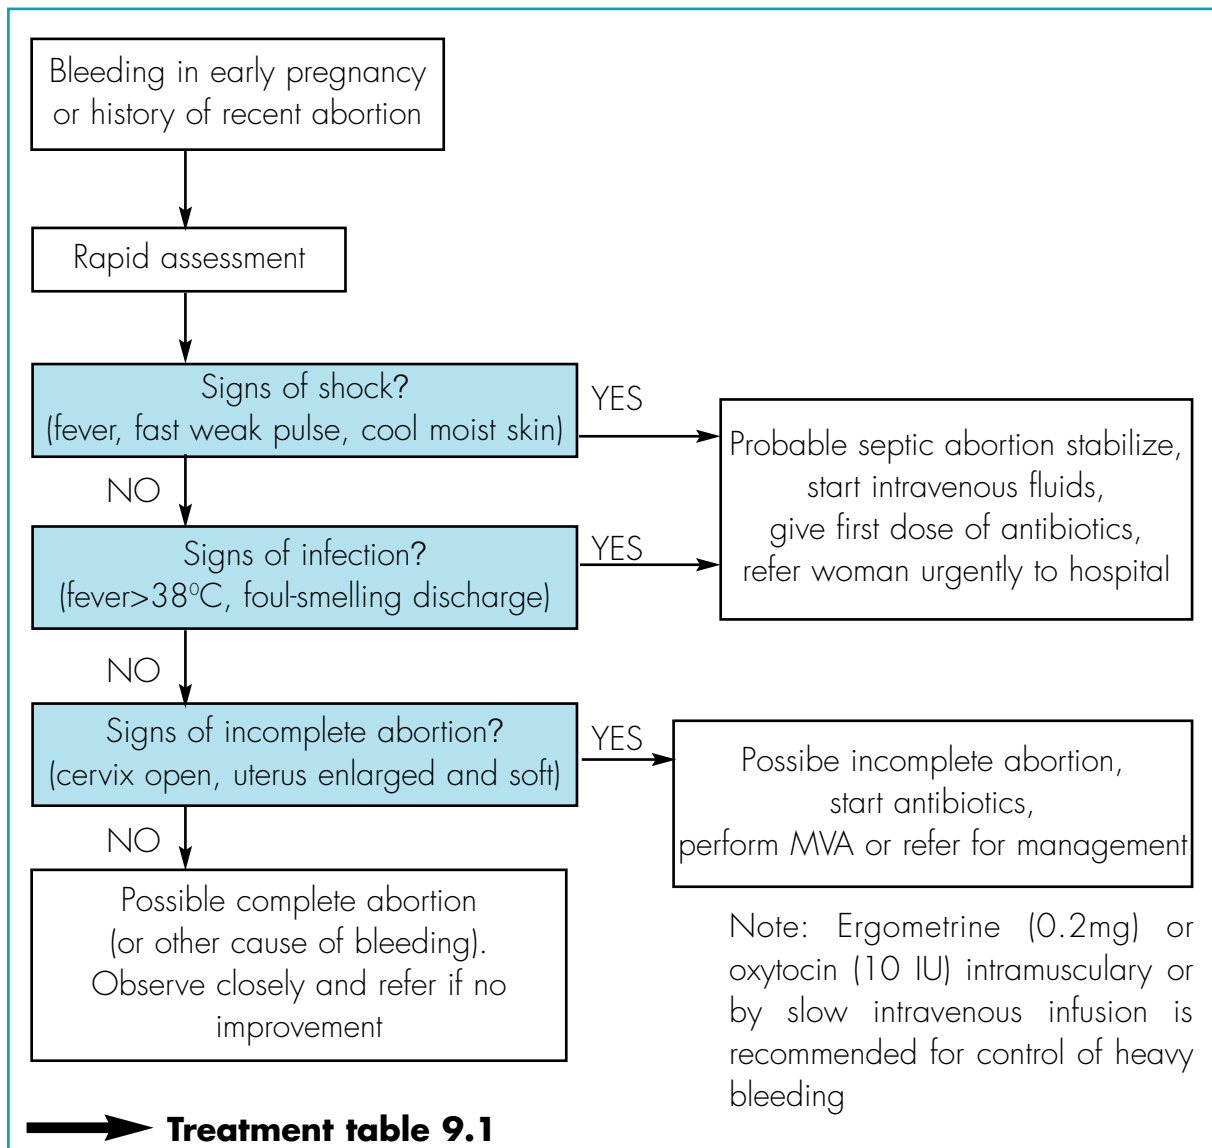 Bleeding in early pregnancy
or history of recent abortion
Rapid assessment
Signs of shock?
(fever, fast weak pulse, cool moist skin)
YES
Probable septic abortion stabilize,
start intravenous fluids,
give first dose of antibiotics,
refer woman urgently to hospital
NO
Signs of infection?
(fever>38⁰C, foul-smelling discharge)
YES
NO
Signs of incomplete abortion?
(cervix open, uterus enlarged and soft)
YES
Possibe incomplete abortion,
start antibiotics,
perform MVA or refer for management
NO
Possible complete abortion
(or other cause of bleeding).
Observe closely and refer if no
improvement
Note: Ergometrine (0.2mg) or
oxytocin (10 IU) intramusculary or
by slow intravenous infusion is
recommended for control of heavy
bleeding
Treatment table 9.1